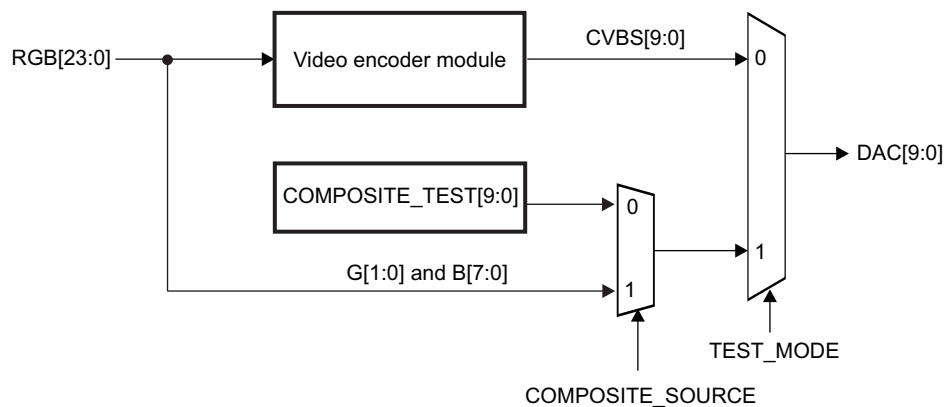 CVBS[9:0]
RGB[23:0]
Video encoder module
0
DAC[9:0]
COMPOSITE_TEST[9:0]
0
1
G[1:0] and B[7:0]
1
TEST_MODE
COMPOSITE_SOURCE